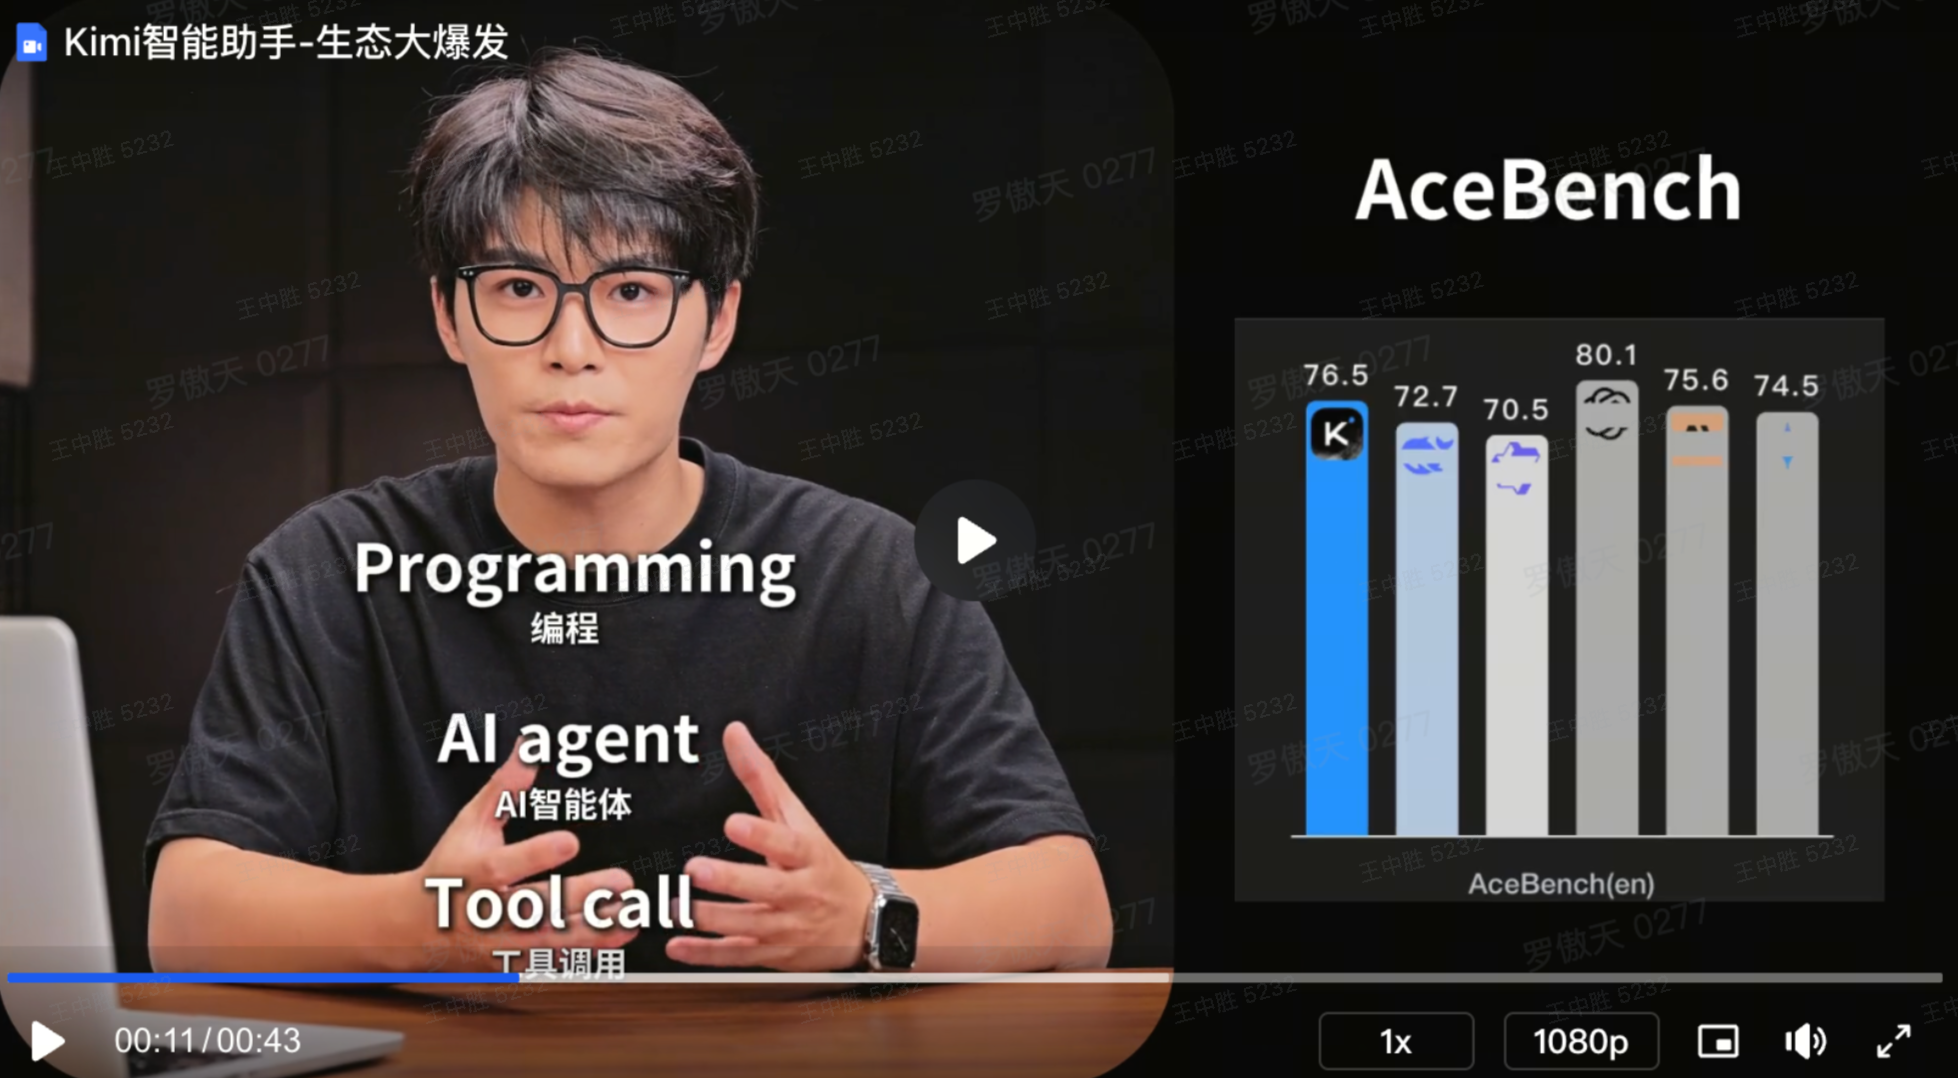 Kimi智能助手-生态大爆发
AceBench
76.5
72.7
70.5
80.1
75.6
74.5
K
AceBench(en)
Programming
编程
AI agent
AI智能体
Tool call
工具调用
00:11/00:43
1x
1080p
王中胜 5232
罗傲天 0277